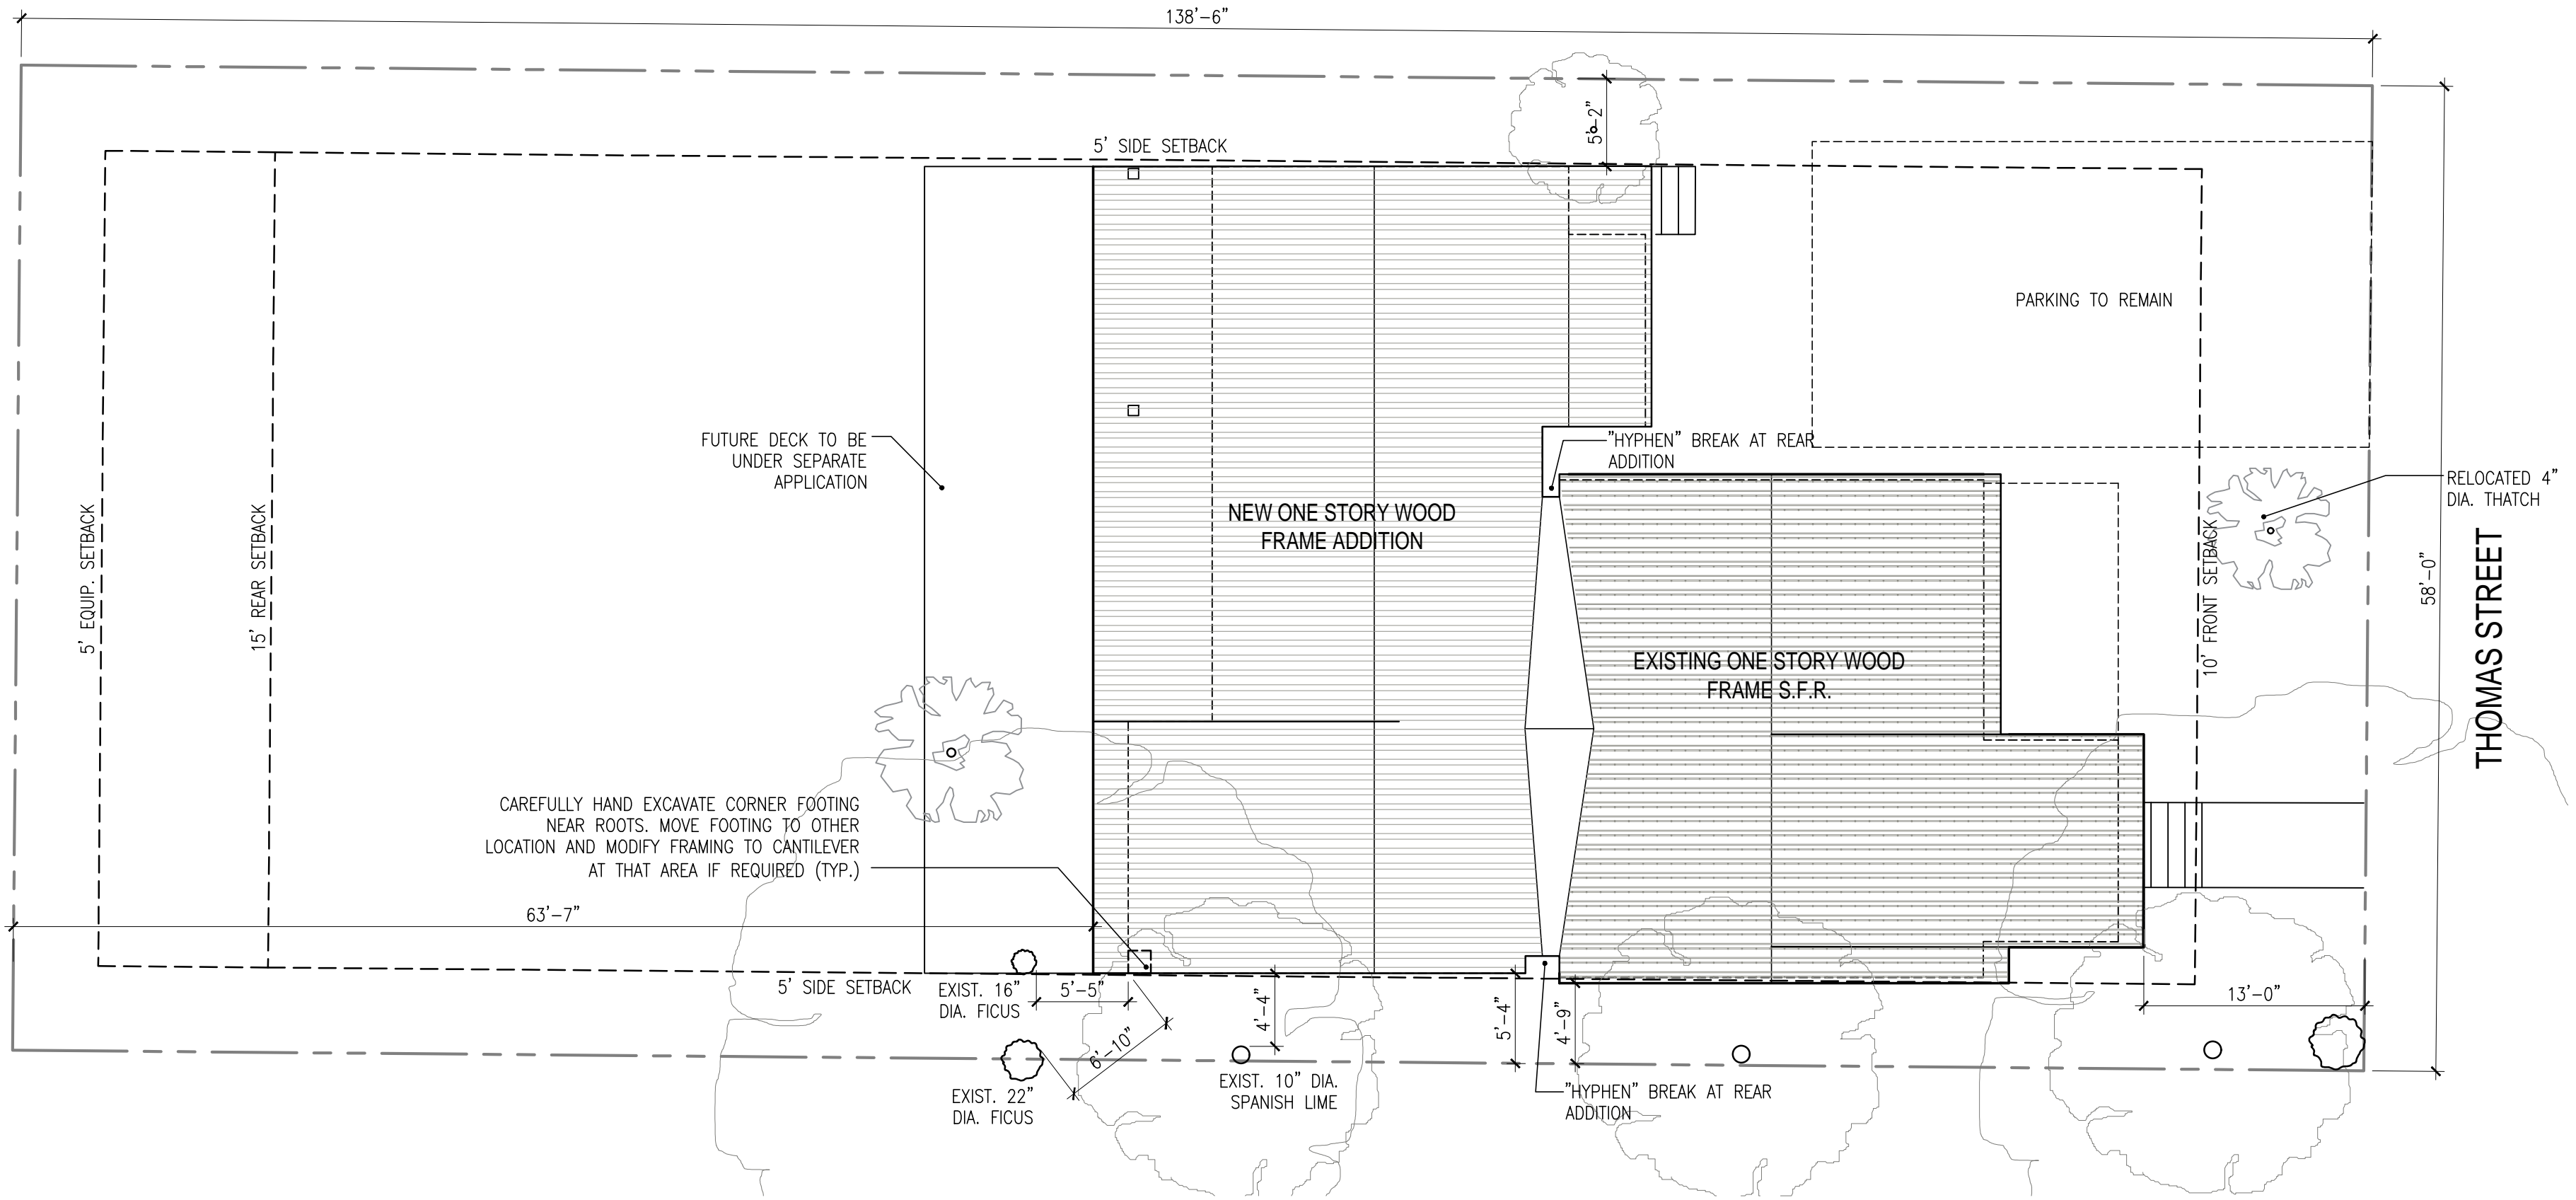 138'-6"
5'-2"
5' SIDE SETBACK
PARKING TO REMAIN
FUTURE DECK TO BE
UNDER SEPARATE
APPLICATION
"HYPHEN" BREAK AT REAR
ADDITION
RELOCATED 4"
DIA. THATCH
NEW ONE STORY WOOD
FRAME ADDITION
5' EQUIP. SETBACK
15' REAR SETBACK
10' FRONT SETBACK
58'-0"
THOMAS STREET
EXISTING ONE STORY WOOD
FRAME S.F.R.
CAREFULLY HAND EXCAVATE CORNER FOOTING
NEAR ROOTS. MOVE FOOTING TO OTHER
LOCATION AND MODIFY FRAMING TO CANTILEVER
AT THAT AREA IF REQUIRED (TYP.)
63'-7"
5' SIDE SETBACK
EXIST. 16"
DIA. FICUS
5'-5"
6'-10"
4'-4"
5'-4"
4'-9"
13'-0"
EXIST. 22"
DIA. FICUS
EXIST. 10" DIA.
SPANISH LIME
"HYPHEN" BREAK AT REAR
ADDITION